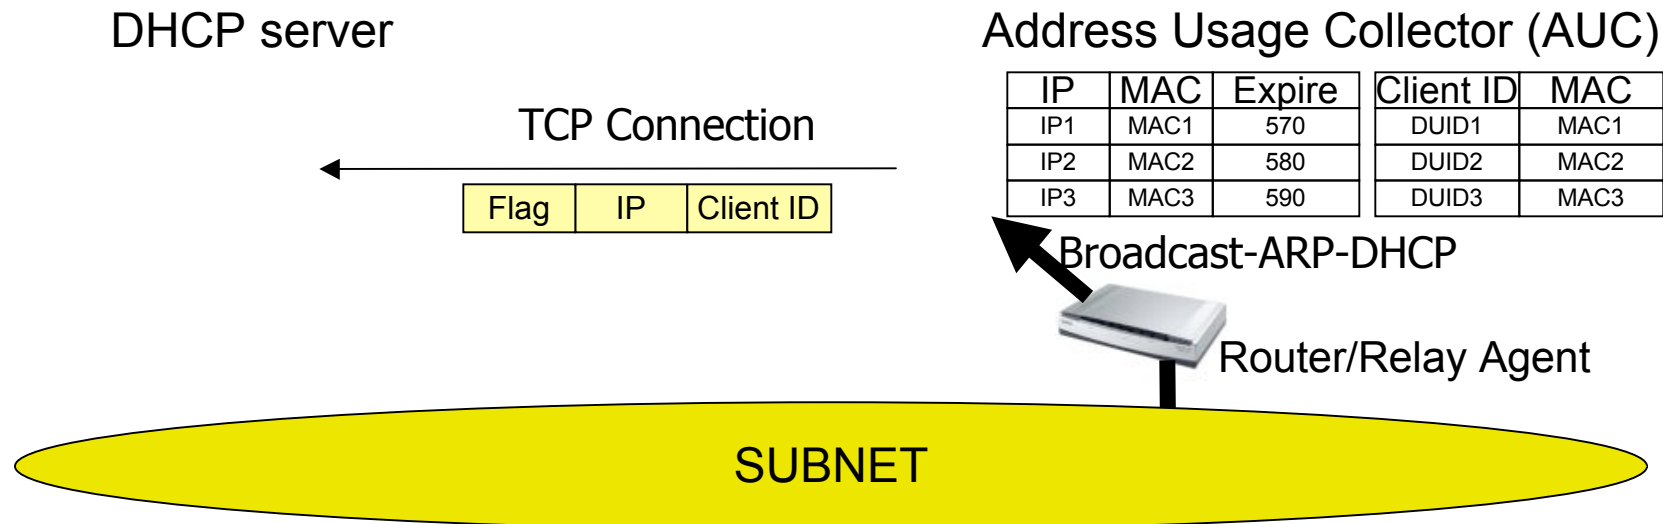 DHCP server
Address Usage Collector (AUC)
TCP Connection
Flag IP Client ID
IP MAC Expire
IP1 MAC1 570
IP2 MAC2 580
IP3 MAC3 590
Client ID MAC
DUID1 MAC1
DUID2 MAC2
DUID3 MAC3
Broadcast-ARP-DHCP
Router/Relay Agent
SUBNET